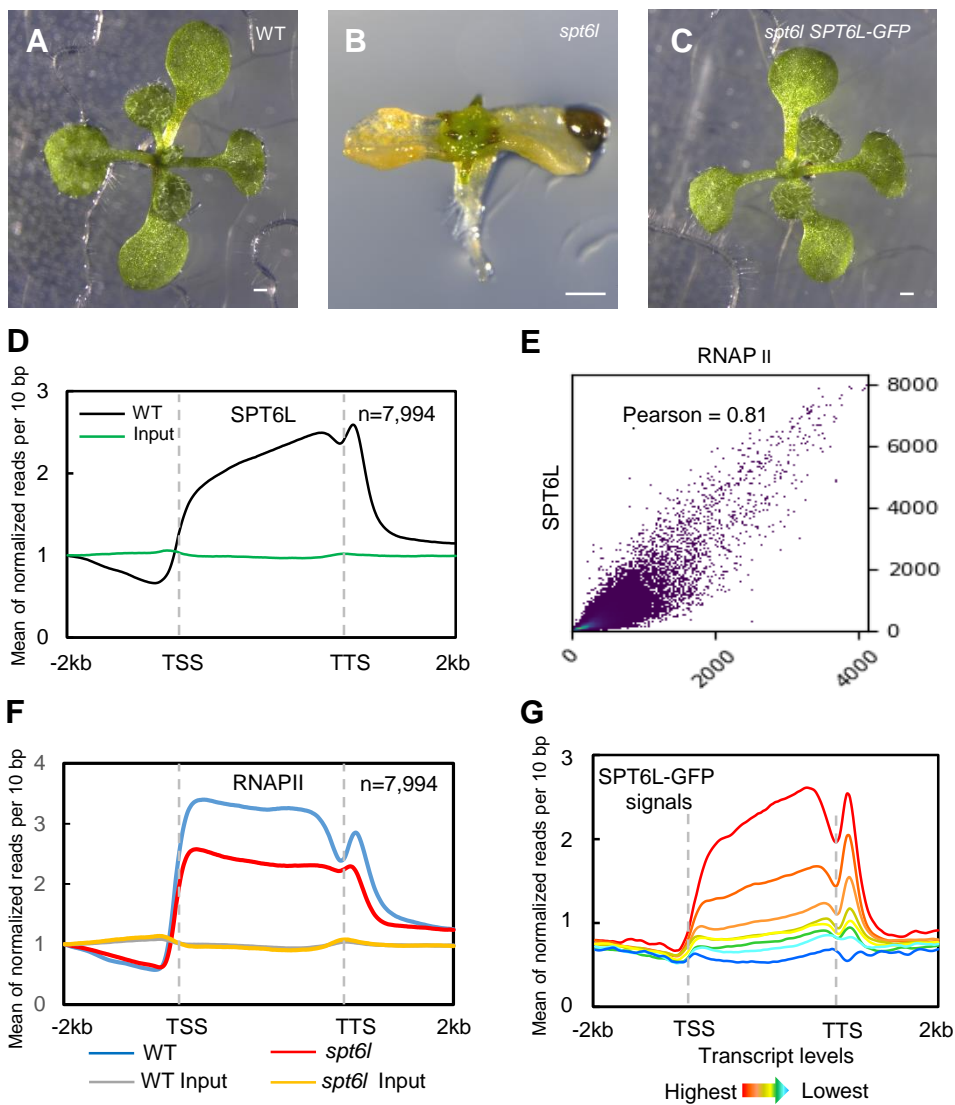 A
WT
B
spt6l
C
spt6l SPT6L-GFP
D
Mean of normalized reads per 10 bp
3
2
1
0
WT
Input
SPT6L
n=7,994
-2kb
TSS
TTS
2kb
E
RNAP II
Pearson = 0.81
SPT6L
8000
6000
4000
2000
0
0
2000
4000
F
Mean of normalized reads per 10 bp
4
3
2
1
0
RNAPII
n=7,994
-2kb
TSS
TTS
2kb
WT
spt6l
WT Input
spt6l Input
G
Mean of normalized reads per 10 bp
3
2
1
0
SPT6L-GFP
signals
-2kb
TSS
TTS
2kb
Transcript levels
Highest
Lowest